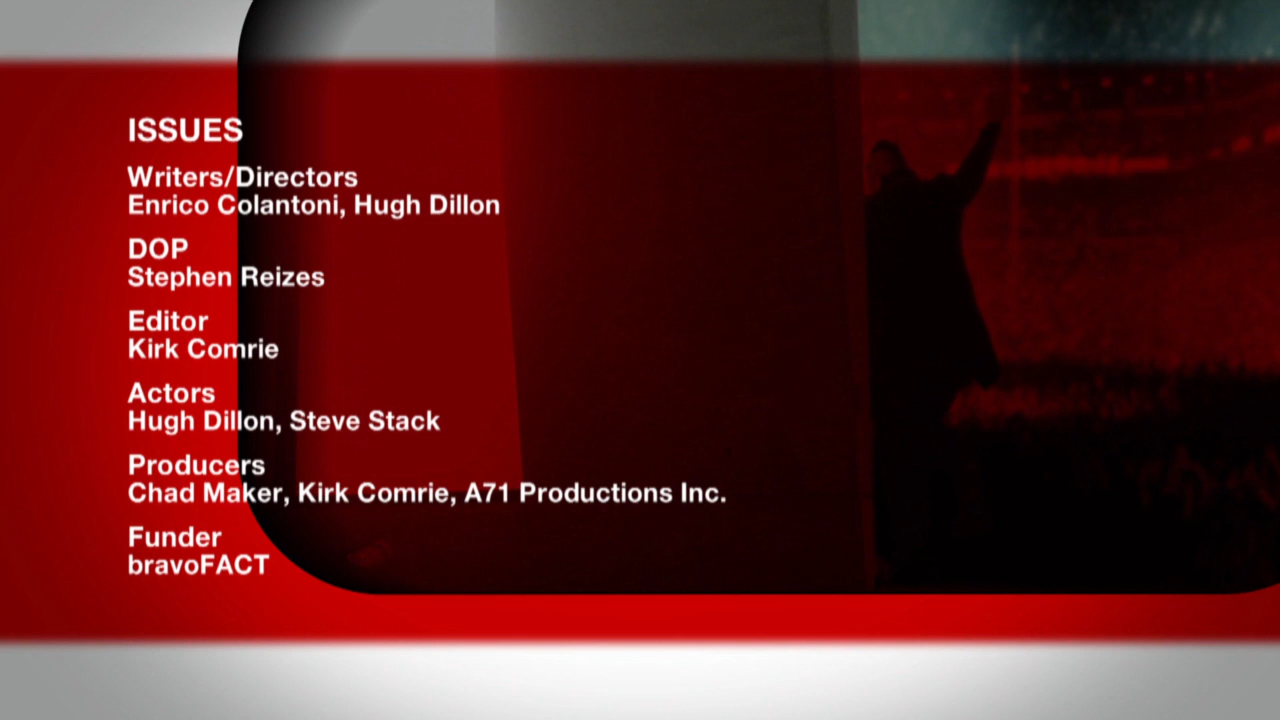 ISSUES
Writers/Directors
Enrico Colantoni, Hugh Dillon
DOP
Stephen Reizes
Editor
Kirk Comrie
Actors
Hugh Dillon, Steve Stack
Producers
Chad Maker, Kirk Comrie, A71 Productions Inc.
Funder
bravoFACT